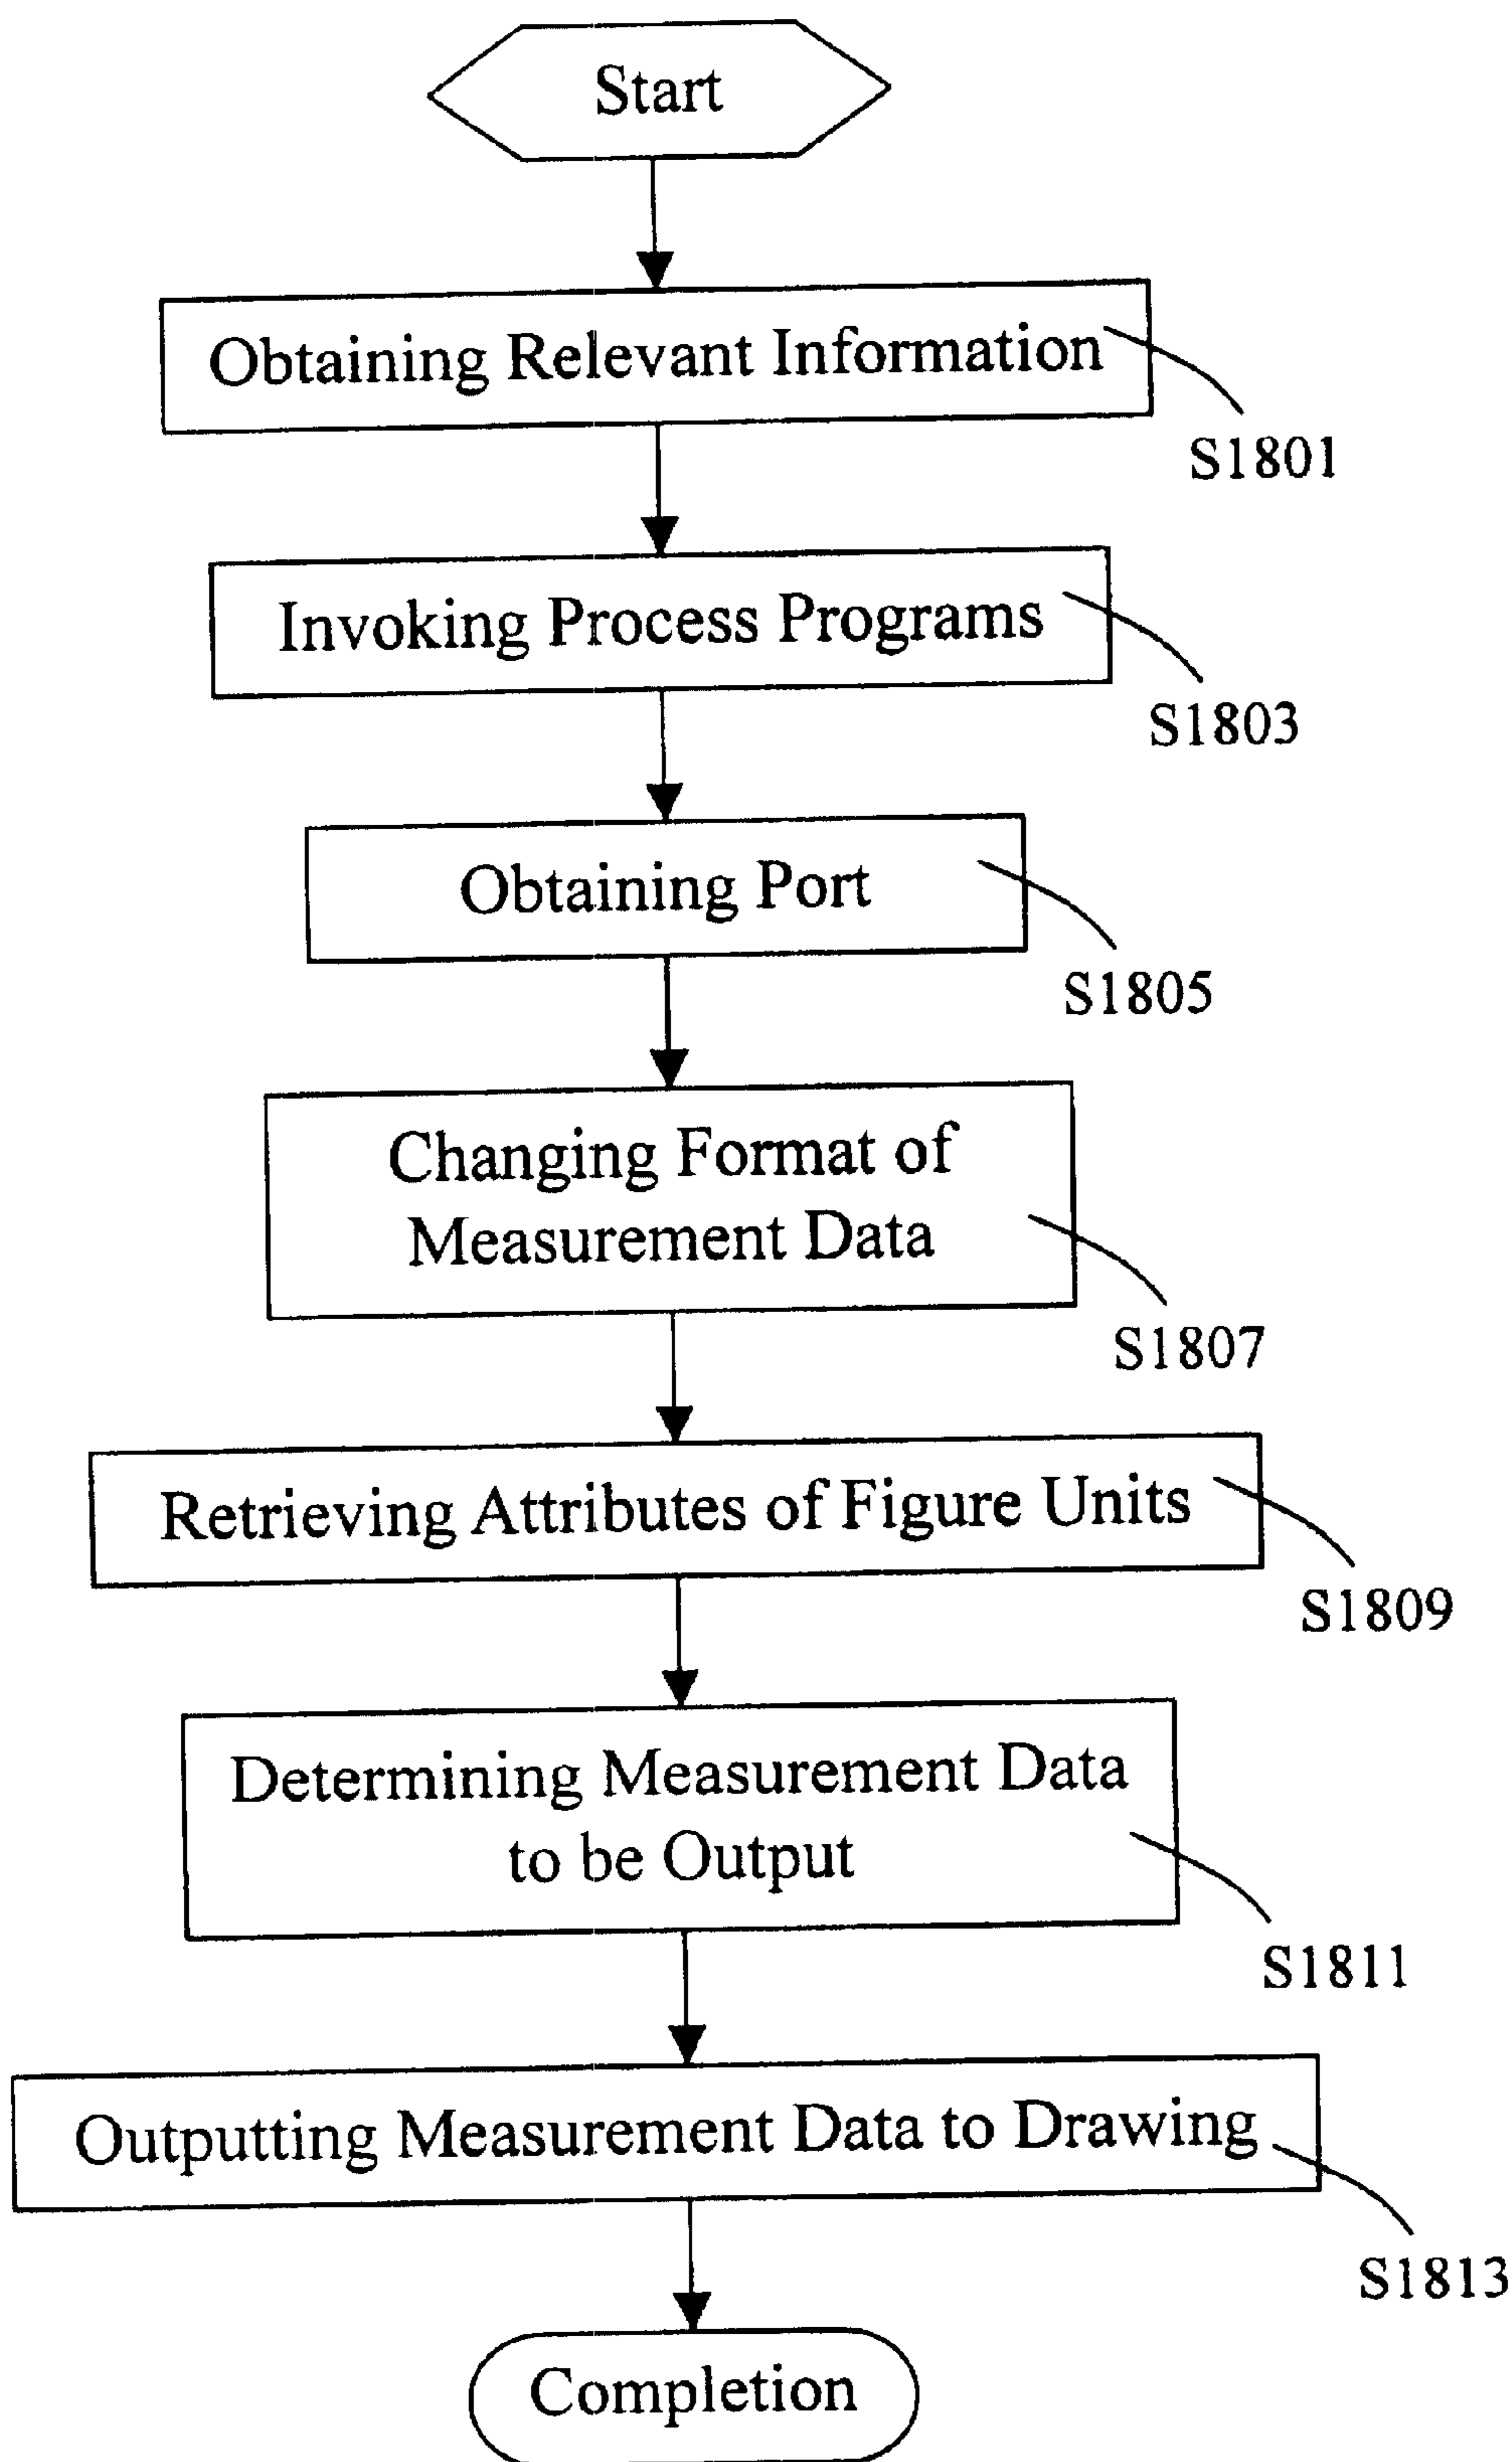 Start
Obtaining Relevant Information
S1801
Invoking Process Programs
S1803
Obtaining Port
S1805
Changing Format of
Measurement Data
S1807
Retrieving Attributes of Figure Units
S1809
Determining Measurement Data
to be Output
S1811
Outputting Measurement Data to Drawing
S1813
Completion